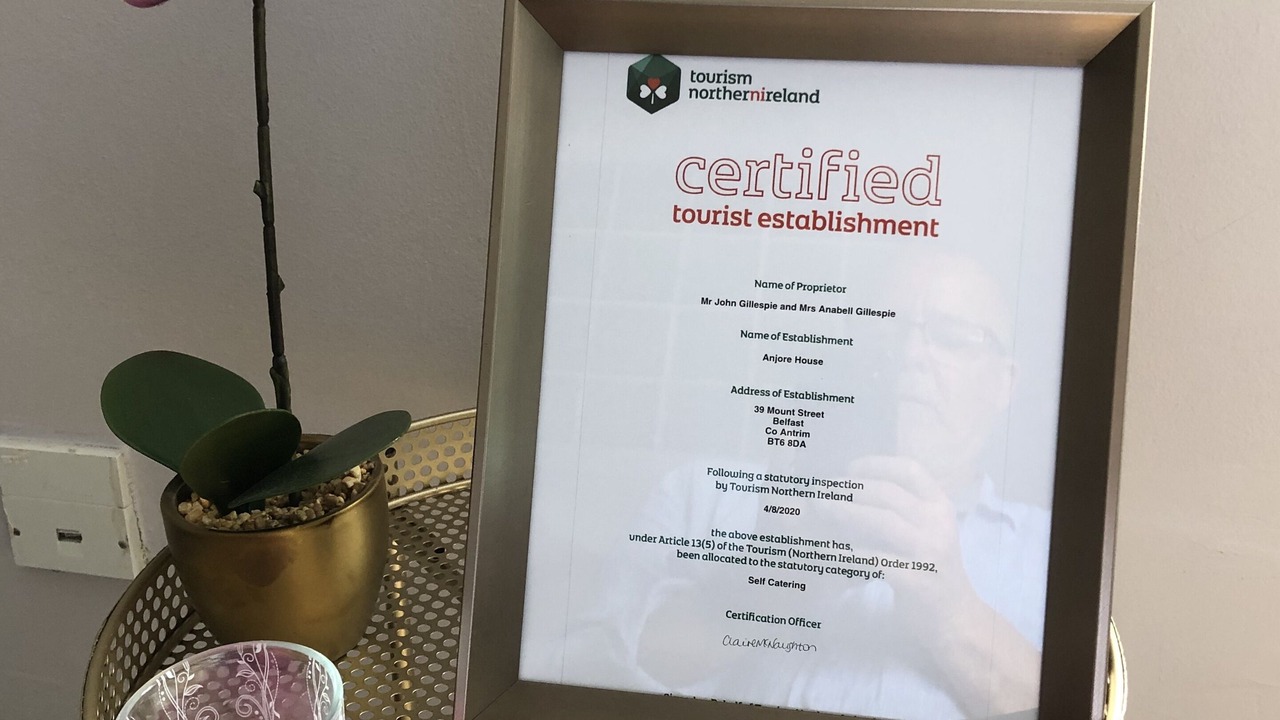 tourism
northernireland
certified
tourist establishment
Name of Proprietor
Mr John Gillespie and Mrs Anabell Gillespie
Name of Establishment
Anjore House
Address of Establishment
39 Mount Street
Belfast
Co Antrim
BT6 8DA
Following a statutory inspection
by Tourism Northern Ireland
4/8/2020
the above establishment has,
under Article 13(5) of the Tourism (Northern Ireland) Order 1992,
been allocated to the statutory category of:
Self Catering
Certification Officer
Claire McNaughton